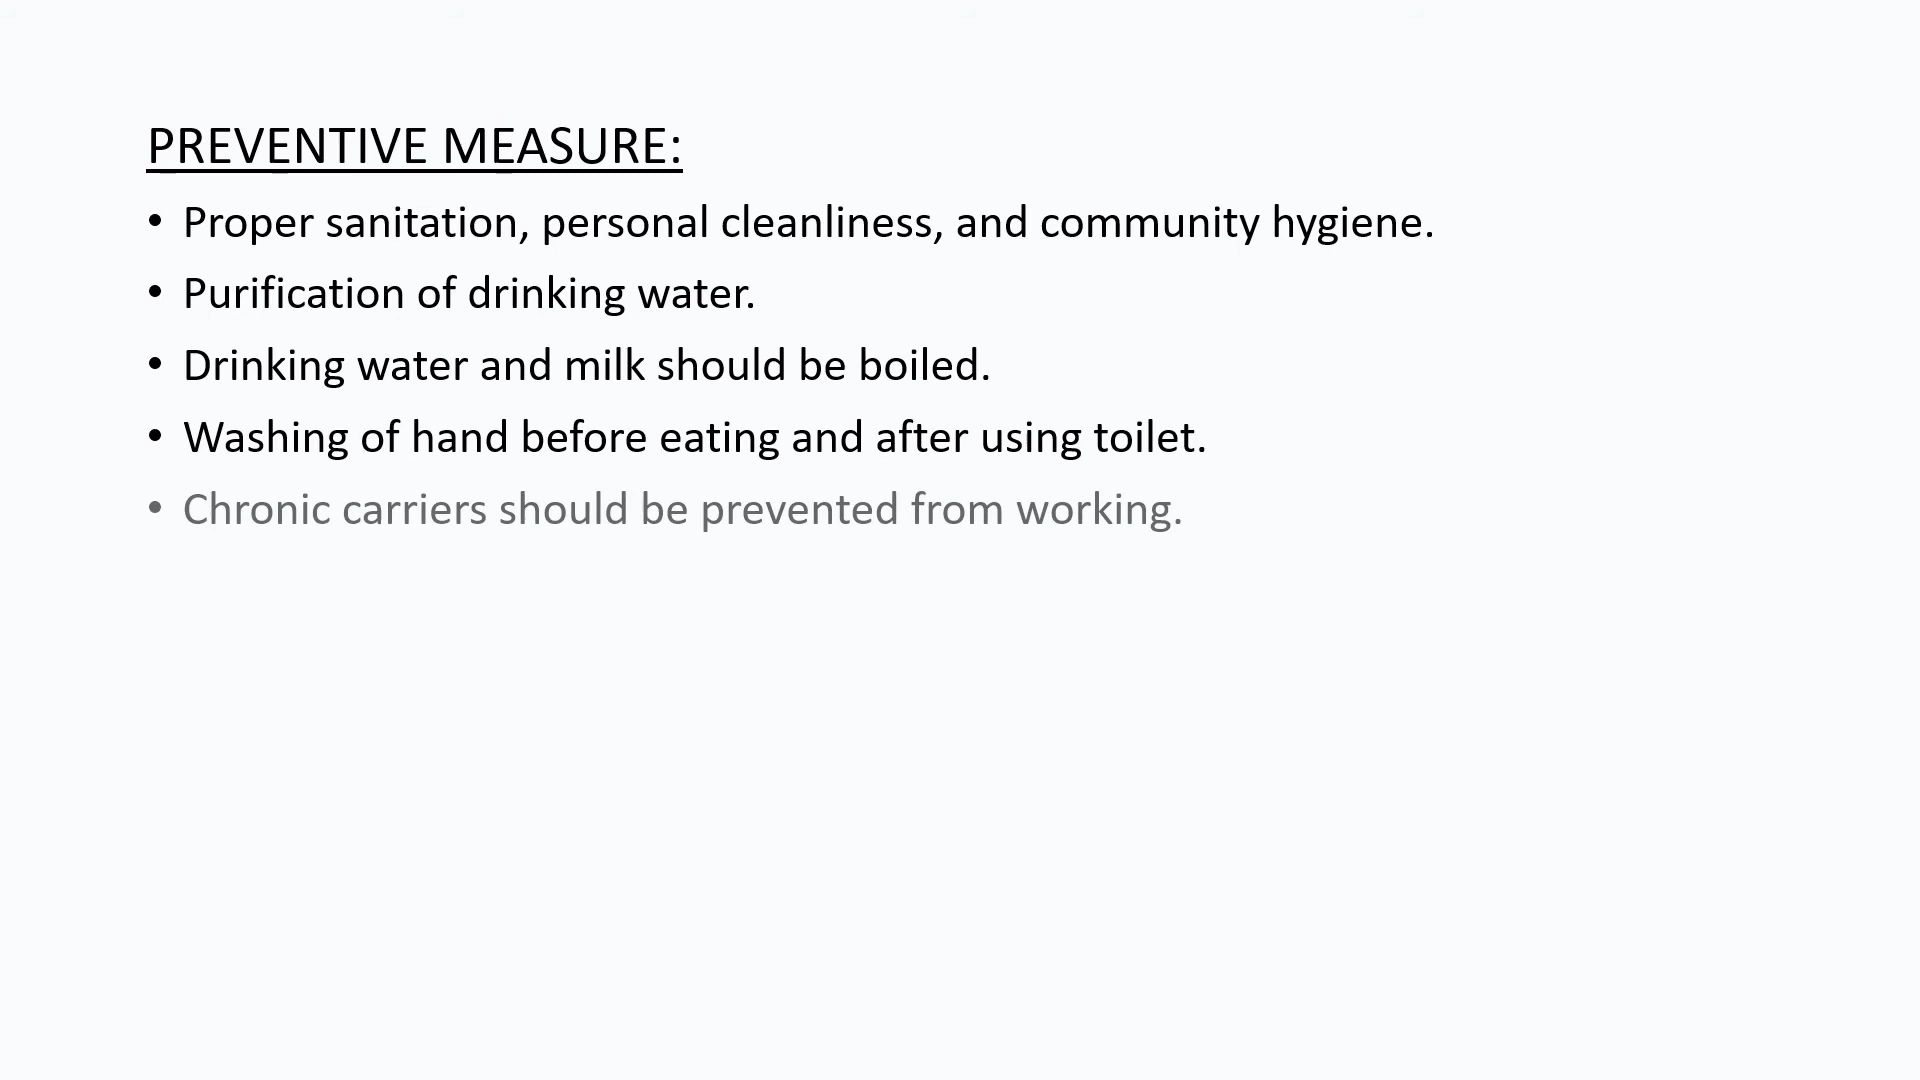 PREVENTIVE MEASURE:
• Proper sanitation, personal cleanliness, and community hygiene.
• Purification of drinking water.
• Drinking water and milk should be boiled.
• Washing of hand before eating and after using toilet.
• Chronic carriers should be prevented from working.